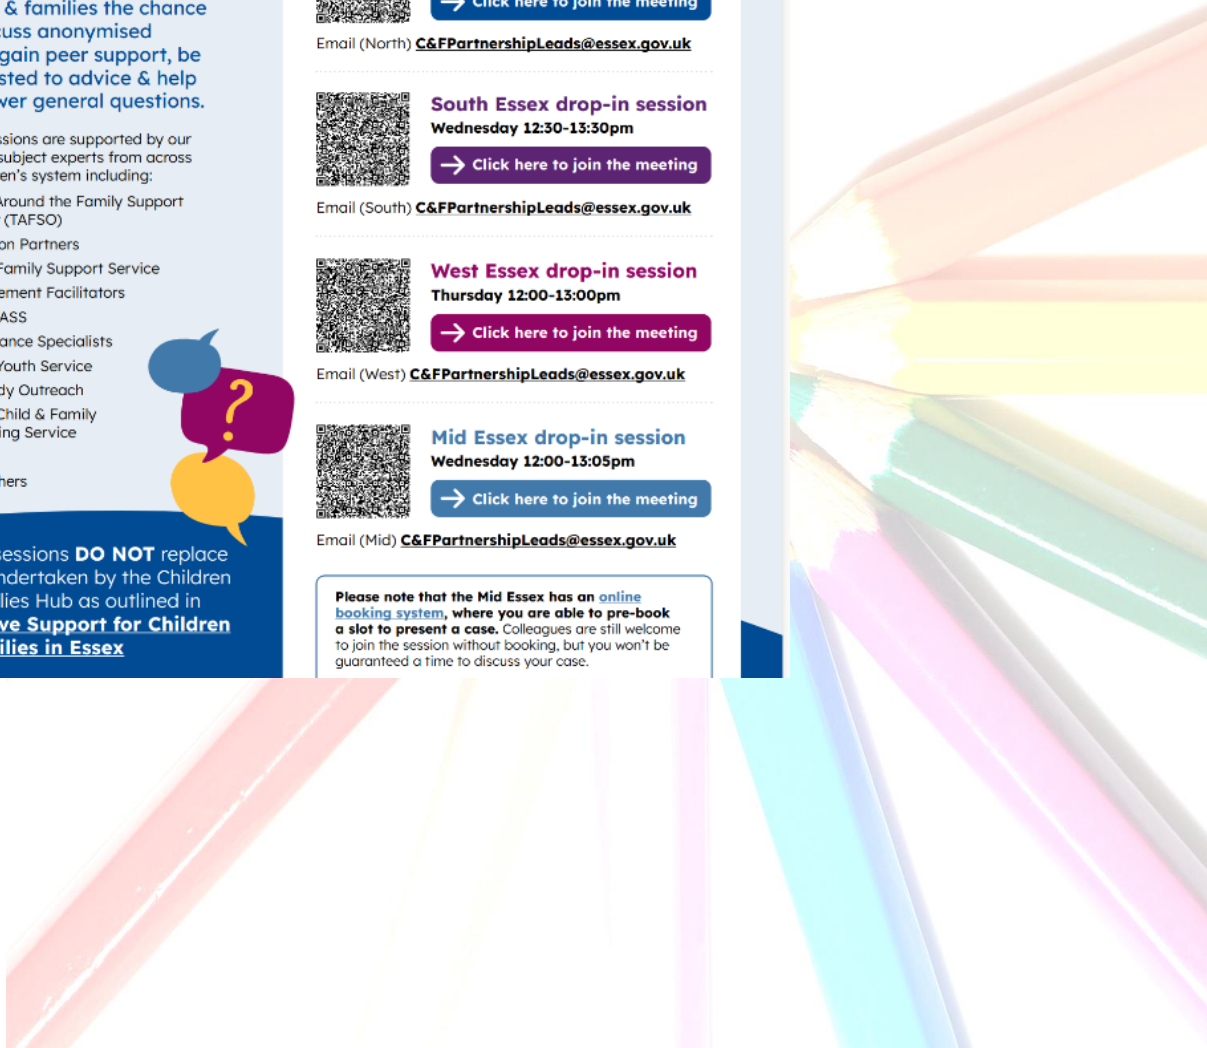 & families the chance
cuss anonymised
gain peer support, be
sted to advice & help
wer general questions.
ssions are supported by our
subject experts from across
en's system including:
Around the Family Support
(TAFSO)
on Partners
Family Support Service
ement Facilitators
ASS
ance Specialists
Youth Service
dy Outreach
Child & Family
ing Service
hers
sessions DO NOT replace
ndertaken by the Children
lies Hub as outlined in
ve Support for Children
ilies in Essex
Click here to join the meeting
Email (North) C&FPartnershipLeads@essex.gov.uk
South Essex drop-in session
Wednesday 12:30-13:30pm
Click here to join the meeting
Email (South) C&FPartnershipLeads@essex.gov.uk
West Essex drop-in session
Thursday 12:00-13:00pm
Click here to join the meeting
Email (West) C&FPartnershipLeads@essex.gov.uk
Mid Essex drop-in session
Wednesday 12:00-13:05pm
Click here to join the meeting
Email (Mid) C&FPartnershipLeads@essex.gov.uk
Please note that the Mid Essex has an online
booking system, where you are able to pre-book
a slot to present a case. Colleagues are still welcome
to join the session without booking, but you won't be
guaranteed a time to discuss your case.
?